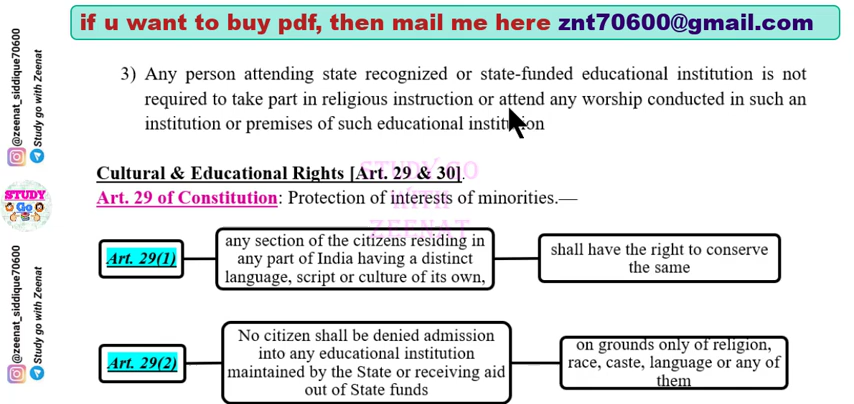 if u want to buy pdf, then mail me here znt70600@gmail.com
@zeenat_siddique70600
Study go with Zeenat
3) Any person attending state recognized or state-funded educational institution is not
required to take part in religious instruction or attend any worship conducted in such an
institution or premises of such educational institution
Cultural & Educational Rights [Art. 29 & 30].
STUDY GO
WITH
ZEENAT
Art. 29 of Constitution: Protection of interests of minorities.—
STUDY
Go
Art. 29(1)
any section of the citizens residing in
any part of India having a distinct
language, script or culture of its own,
shall have the right to conserve
the same
@zeenat_siddique70600
Study go with Zeenat
Art. 29(2)
No citizen shall be denied admission
into any educational institution
maintained by the State or receiving aid
out of State funds
on grounds only of religion,
race, caste, language or any of
them